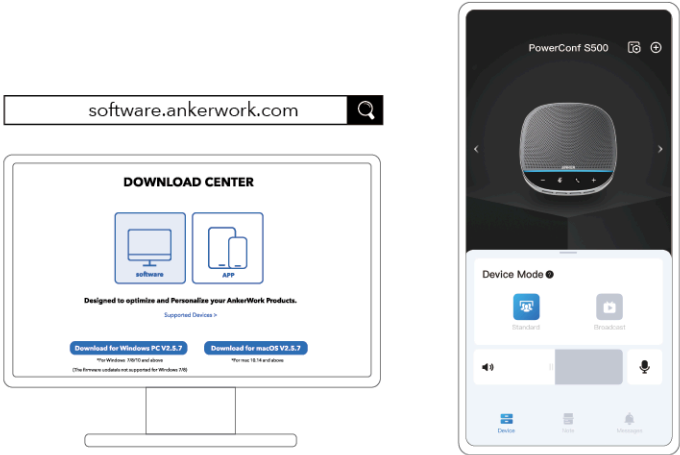 software.ankerwork.com
DOWNLOAD CENTER
software
APP
Designed to optimize and Personalize your AnkerWork Products.
Supported Devices >
Download for Windows PC V2.5.7
Download for macOS V2.5.7
*For Windows 7/8/10 and above
*For mac 10.14 and above
(The firmware updateis not supported for Windows 7/8)
PowerConf S500
Device Mode
Standard
Broadcast
Device
Messages